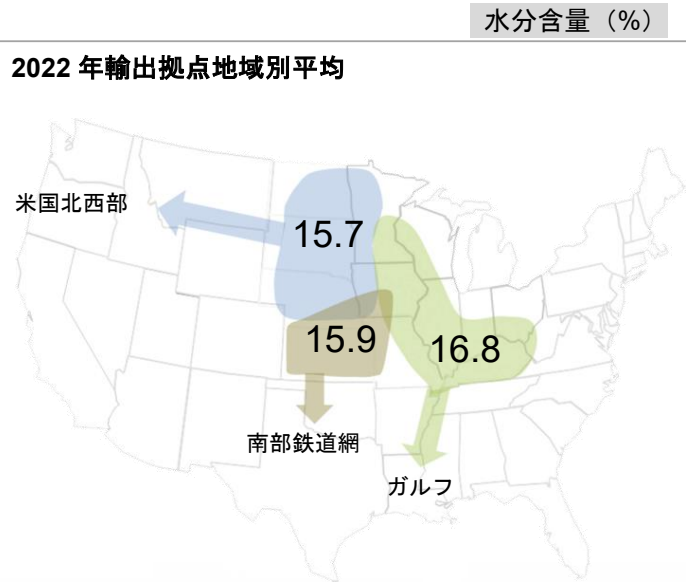 水分含量（%）
2022 年輸出拠点地域別平均
米国北西部
15.7
15.9
16.8
南部鉄道網
ガルフ